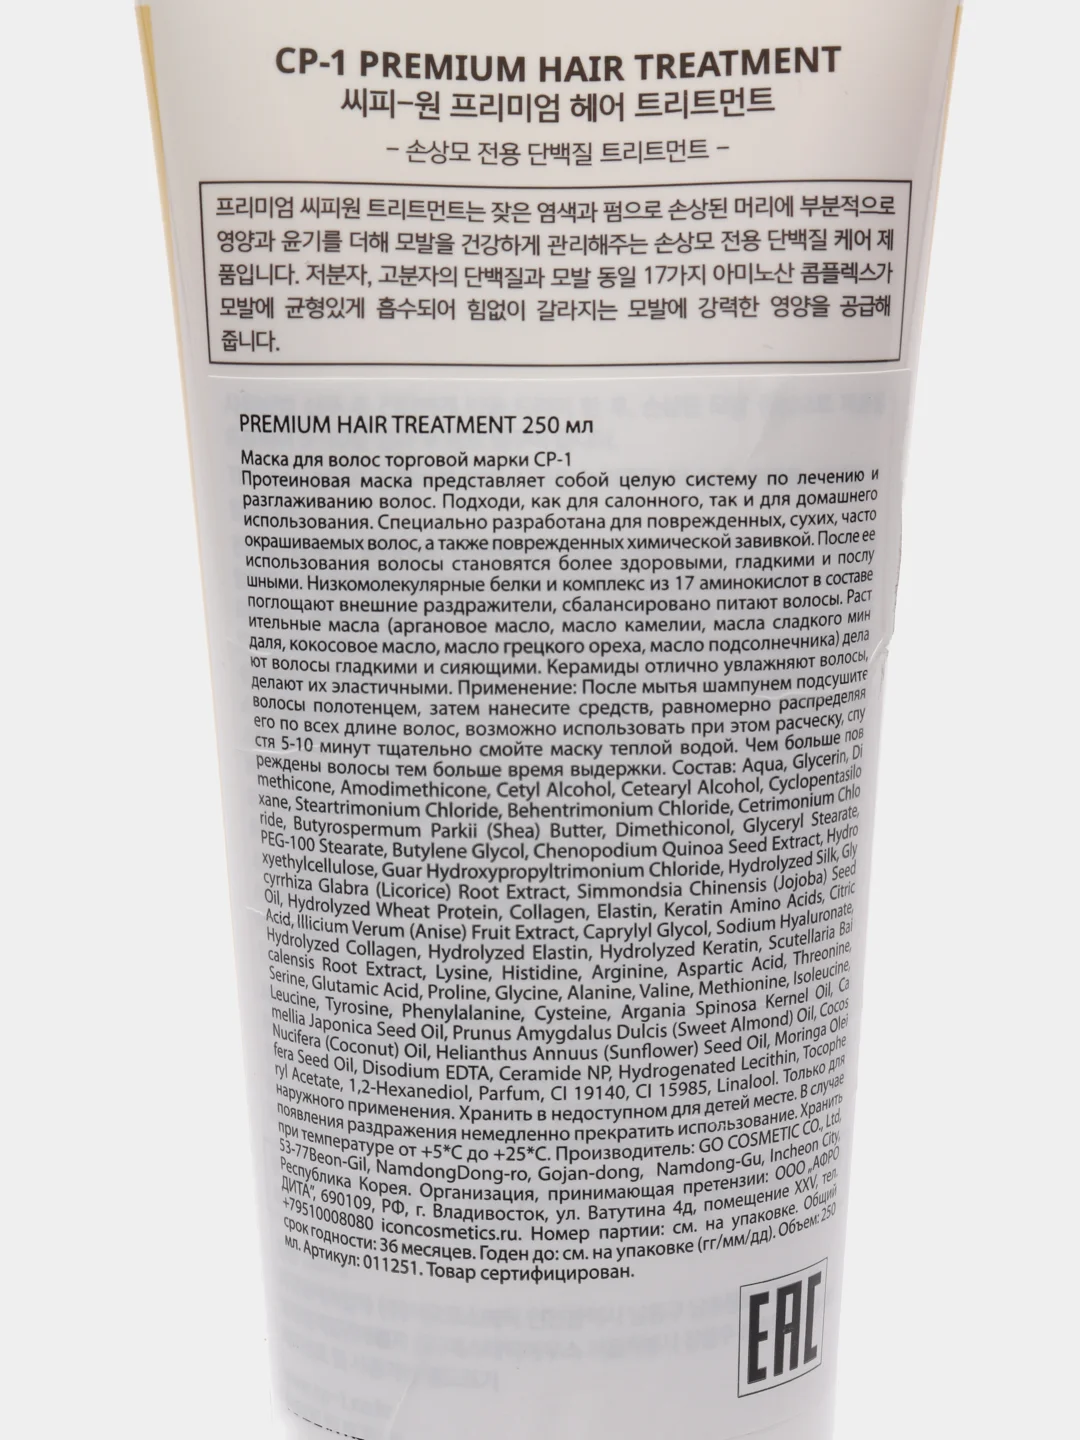 CP-1 PREMIUM HAIR TREATMENT
씨피-원 프리미엄 헤어 트리트먼트
- 손상모 전용 단백질 트리트먼트 -
프리미엄 씨피원 트리트먼트는 잦은 염색과 펌으로 손상된 머리에 부분적으로
영양과 윤기를 더해 모발을 건강하게 관리해주는 손상모 전용 단백질 케어 제
품입니다. 저분자, 고분자의 단백질과 모발 동일 17가지 아미노산 콤플렉스가
모발에 균형있게 흡수되어 힘없이 갈라지는 모발에 강력한 영양을 공급해
줍니다.
PREMIUM HAIR TREATMENT 250 мл
Маска для волос торговой марки CP-1
Протеиновая маска представляет собой целую систему по лечению и
разглаживанию волос. Подходи, как для салонного, так и для домашнего
использования. Специально разработана для поврежденных, сухих, часто
окрашиваемых волос, а также поврежденных химической завивкой. После ее
использования волосы становятся более здоровыми, гладкими и послу
шными. Низкомолекулярные белки и комплекс из 17 аминокислот в составе
поглощают внешние раздражители, сбалансировано питают волосы. Раст
ительные масла (аргановое масло, масло камелии, масла сладкого мин
даля, кокосовое масло, масло грецкого ореха, масло подсолнечника) дела
ют волосы гладкими и сияющими. Керамиды отлично увлажняют волосы,
делают их эластичными. Применение: После мытья шампунем подсушите
волосы полотенцем, затем нанесите средств, равномерно распределяя
его по всех длине волос, возможно использовать при этом расческу, спу
стя 5-10 минут тщательно смойте маску теплой водой. Чем больше пов
реждены волосы тем больше время выдержки. Состав: Aqua, Glycerin, Di
methicone, Amodimethicone, Cetyl Alcohol, Cetearyl Alcohol, Cyclopentasilo
xane, Steartrimonium Chloride, Behentrimonium Chloride, Cetrimonium Chlo
ride, Butyrospermum Parkii (Shea) Butter, Dimethiconol, Glyceryl Stearate,
PEG-100 Stearate, Butylene Glycol, Chenopodium Quinoa Seed Extract, Hydro
xyethylcellulose, Guar Hydroxypropyltrimonium Chloride, Hydrolyzed Silk, Gly
cyrrhiza Glabra (Licorice) Root Extract, Simmondsia Chinensis (Jojoba) Seed
Oil, Hydrolyzed Wheat Protein, Collagen, Elastin, Keratin Amino Acids, Citric
Acid, Illicium Verum (Anise) Fruit Extract, Caprylyl Glycol, Sodium Hyaluronate,
Hydrolyzed Collagen, Hydrolyzed Elastin, Hydrolyzed Keratin, Scutellaria Bai
calensis Root Extract, Lysine, Histidine, Arginine, Aspartic Acid, Threonine,
Serine, Glutamic Acid, Proline, Glycine, Alanine, Valine, Methionine, Isoleucine,
Leucine, Tyrosine, Phenylalanine, Cysteine, Argania Spinosa Kernel Oil, Ca
mellia Japonica Seed Oil, Prunus Amygdalus Dulcis (Sweet Almond) Oil, Cocos
Nucifera (Coconut) Oil, Helianthus Annuus (Sunflower) Seed Oil, Moringa Olei
fera Seed Oil, Disodium EDTA, Ceramide NP, Hydrogenated Lecithin, Tocophe
ryl Acetate, 1,2-Hexanediol, Parfum, CI 19140, CI 15985, Linalool. Только для
наружного применения. Хранить в недоступном для детей месте. В случае
появления раздражения немедленно прекратить использование. Хранить
при температуре от +5*C до +25*C. Производитель: GO COSMETIC CO., Ltd,
53-77Beon-Gil, NamdongDong-ro, Gojan-dong, Namdong-Gu, Incheon City,
Республика Корея. Организация, принимающая претензии: ООО „АФРО
ДИТА”, 690109, РФ, г. Владивосток, ул. Ватутина 4д, помещение XXV, тел.
+79510008080 iconcosmetics.ru. Номер партии: см. на упаковке. Общий
срок годности: 36 месяцев. Годен до: см. на упаковке (гг/мм/дд). Объем: 250
мл. Артикул: 011251. Товар сертифицирован.
EAC